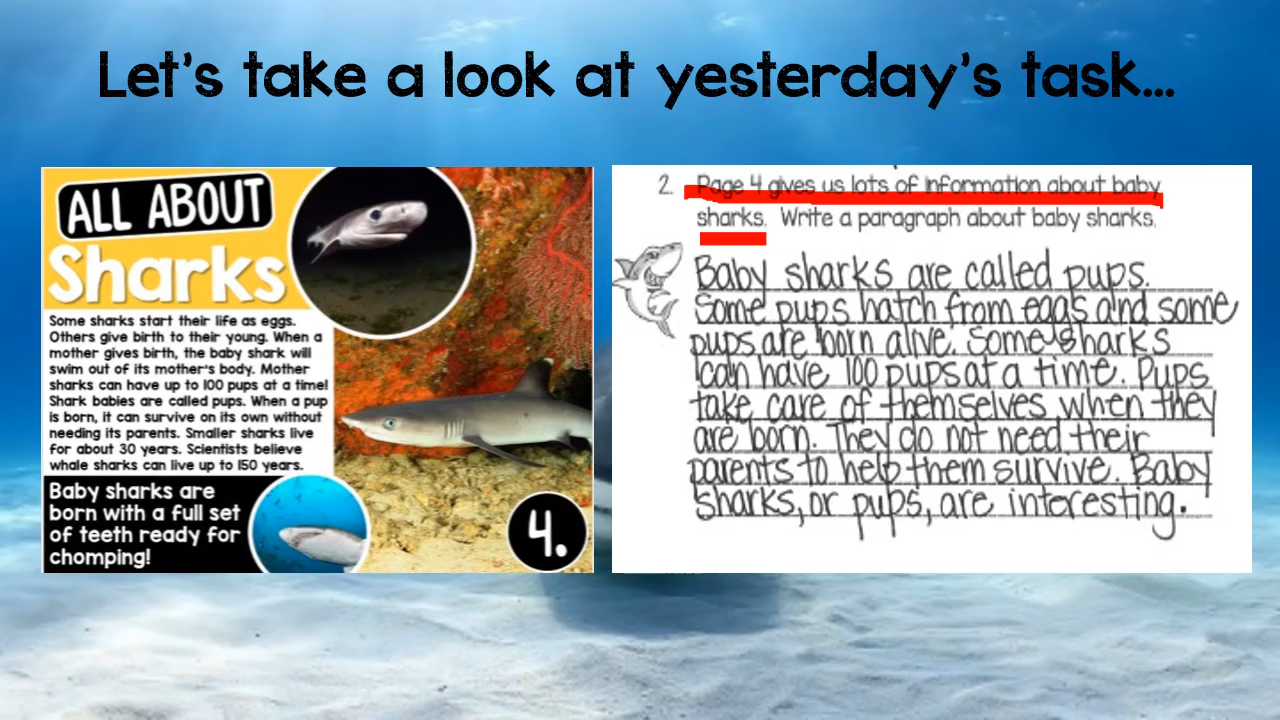 Let's take a look at yesterday's task...
ALL ABOUT
Sharks
Some sharks start their life as eggs.
Others give birth to their young. When a
mother gives birth, the baby shark will
swim out of its mother's body. Mother
sharks can have up to 100 pups at a time!
Shark babies are called pups. When a pup
is born, it can survive on its own without
needing its parents. Smaller sharks live
for about 30 years. Scientists believe
whale sharks can live up to 150 years.
Baby sharks are
born with a full set
of teeth ready for
chomping!
4.
2. Page 4 gives us lots of information about baby
sharks. Write a paragraph about baby sharks.
Baby sharks are called pups.
Some pups hatch from eggs and some
pups are born alive. Some sharks
can have 100 pups at a time. Pups
take care of themselves when they
are born. They do not need their
parents to help them survive. Baby
sharks, or pups, are interesting.